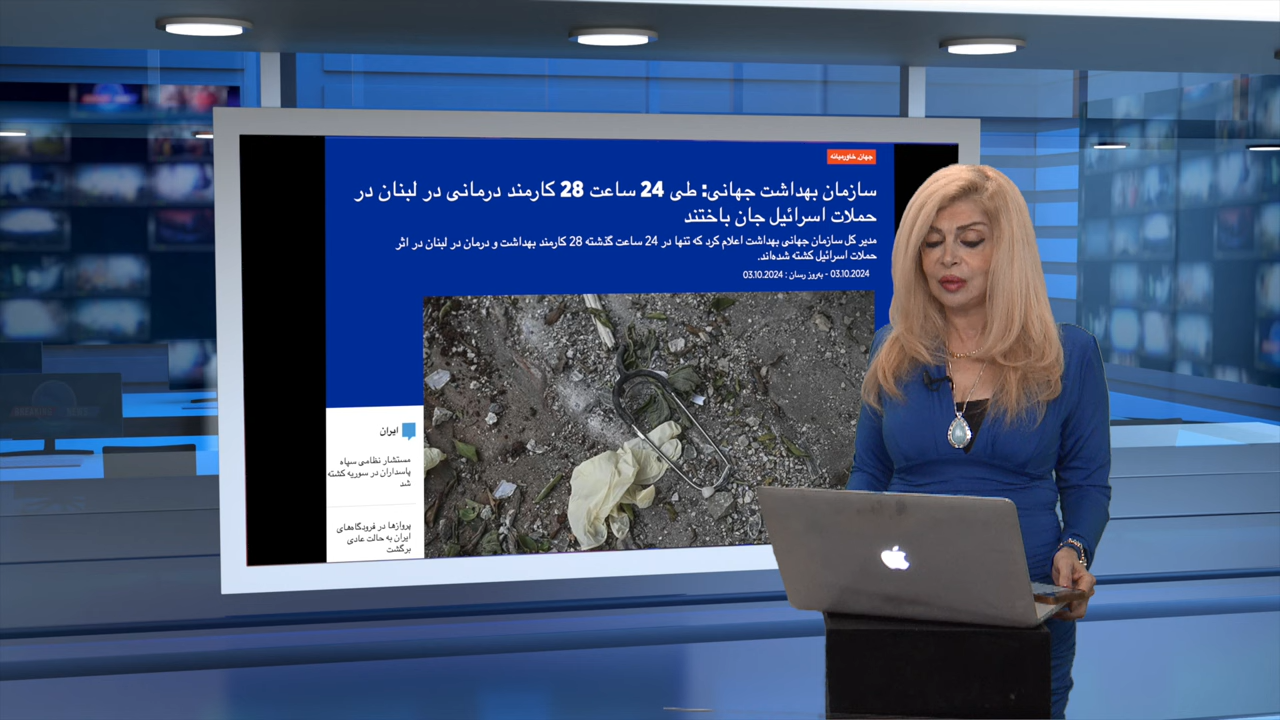 جهان خاورمیانه
سازمان بهداشت جهانی: طی 24 ساعت 28 کارمند درمانی در لبنان در
حملات اسرائیل جان باختند
مدیر کل سازمان جهانی بهداشت اعلام کرد که تنها در 24 ساعت گذشته 28 کارمند بهداشت و درمان در لبنان در اثر
حملات اسرائیل کشته شده‌اند.
03.10.2024 - به‌روز رسان : 03.10.2024
ایران
مستشار نظامی سپاه
پاسداران در سوریه کشته
شد
پروازها در فرودگاه‌های
ایران به حالت عادی
برگشت